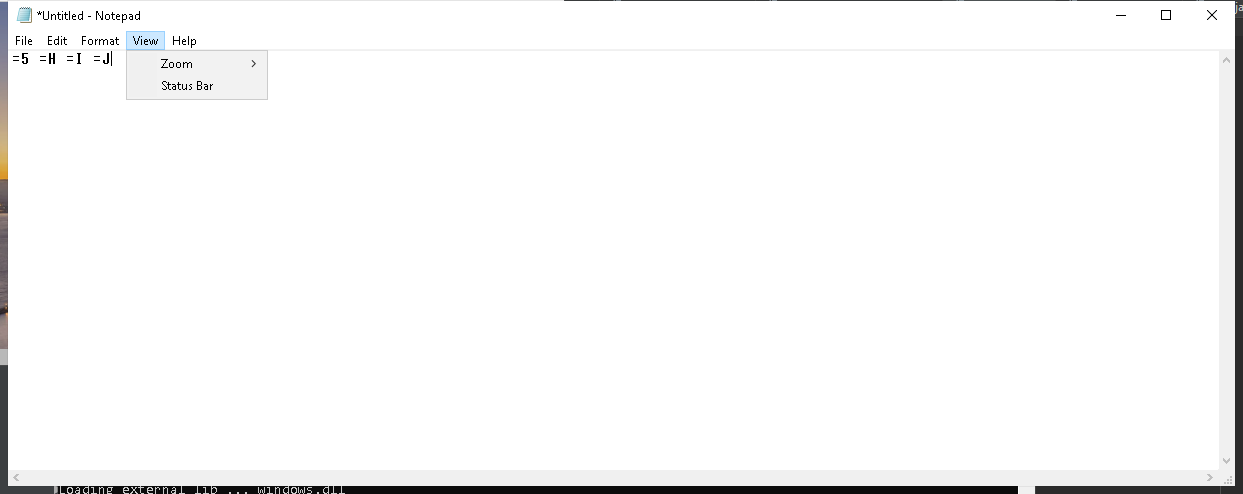 *Untitled - Notepad
File Edit Format View Help
=5 =H =I =J
Zoom
Status Bar
Loading external lib ... windows.dll